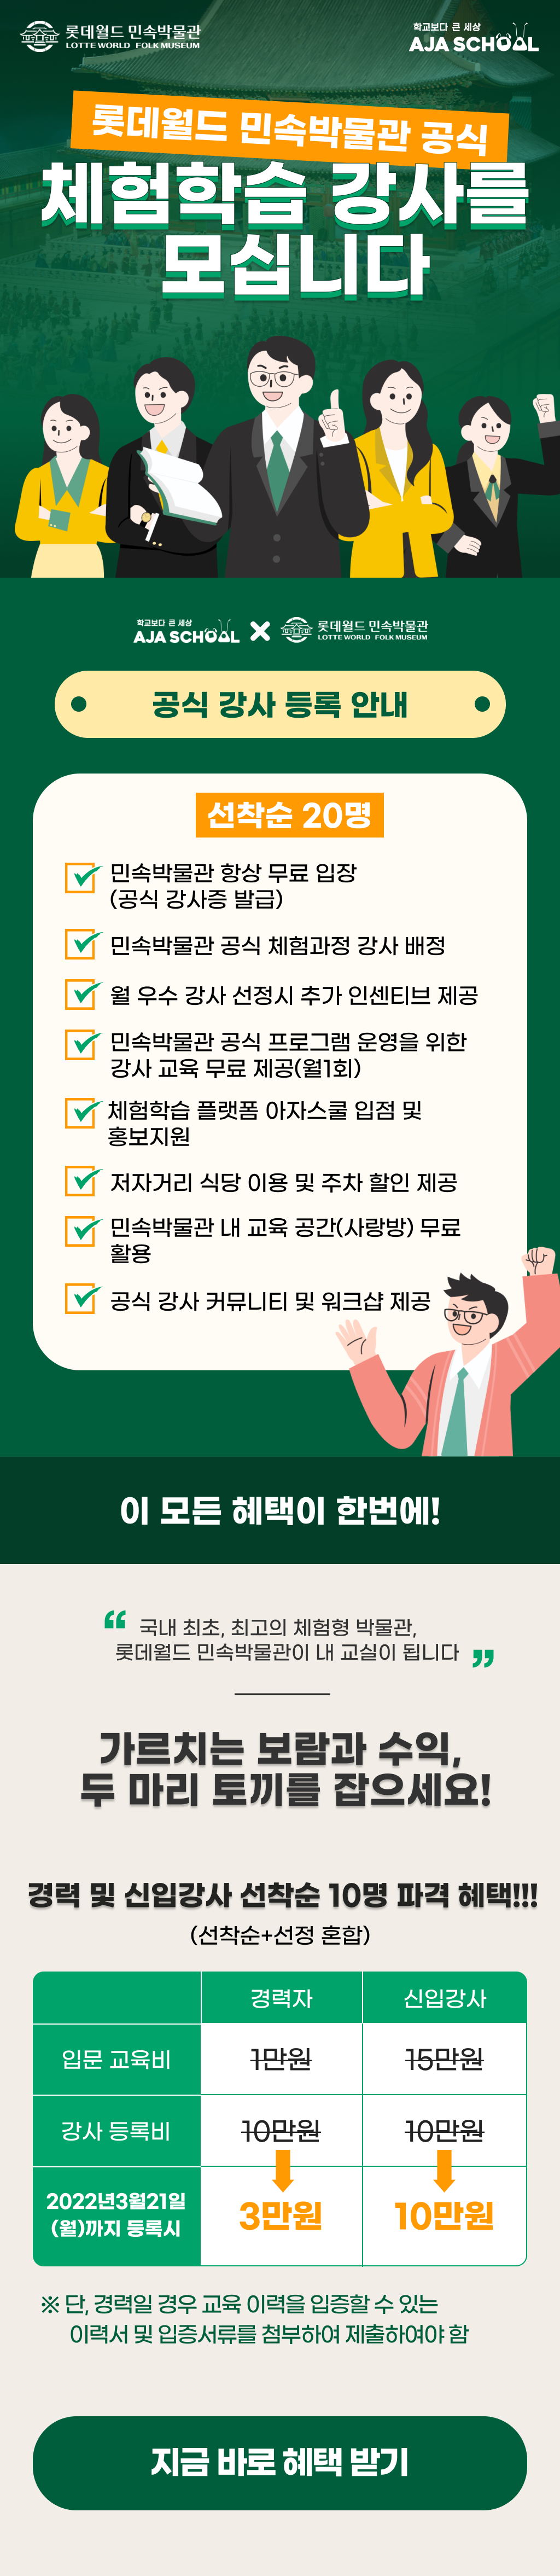 롯데월드 민속박물관
LOTTE WORLD FOLK MUSEUM
학교보다 큰 세상
AJA SCHOOL
롯데월드 민속박물관 공식
체험학습 강사를
모십니다
학교보다 큰 세상
AJA SCHOOL
롯데월드 민속박물관
LOTTE WORLD FOLK MUSEUM
공식 강사 등록 안내
선착순 20명
민속박물관 항상 무료 입장
(공식 강사증 발급)
민속박물관 공식 체험과정 강사 배정
월 우수 강사 선정시 추가 인센티브 제공
민속박물관 공식 프로그램 운영을 위한
강사 교육 무료 제공(월1회)
체험학습 플랫폼 아자스쿨 입점 및
홍보지원
저자거리 식당 이용 및 주차 할인 제공
민속박물관 내 교육 공간(사랑방) 무료
활용
공식 강사 커뮤니티 및 워크샵 제공
이 모든 혜택이 한번에!
“ 국내 최초, 최고의 체험형 박물관,
롯데월드 민속박물관이 내 교실이 됩니다 ”
가르치는 보람과 수익,
두 마리 토끼를 잡으세요!
경력 및 신입강사 선착순 10명 파격 혜택!!!
(선착순+선정 혼합)
경력자 신입강사
입문 교육비 1만원 15만원
강사 등록비 10만원 10만원
2022년3월21일
(월)까지 등록시 3만원 10만원
※ 단, 경력일 경우 교육 이력을 입증할 수 있는
이력서 및 입증서류를 첨부하여 제출하여야 함
지금 바로 혜택 받기